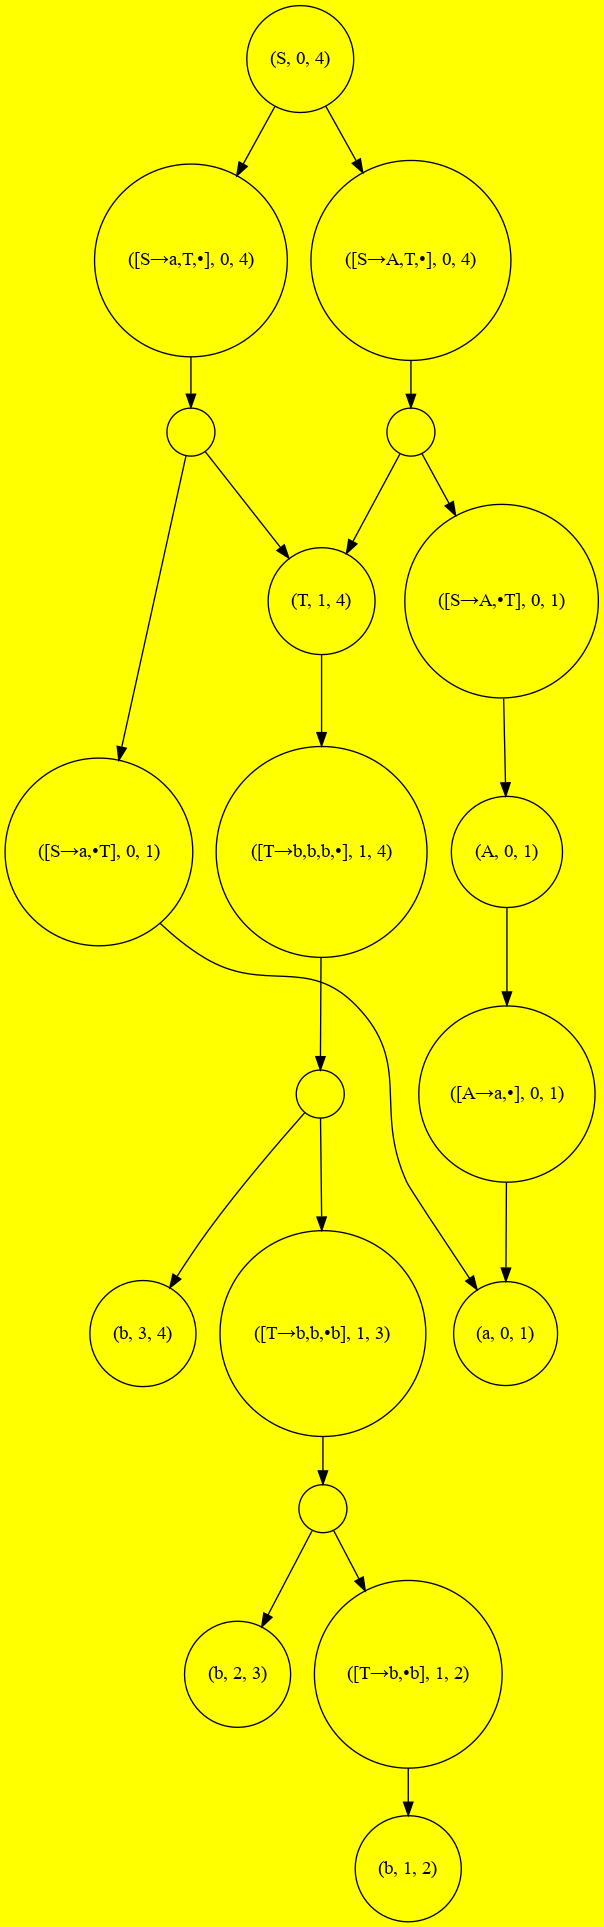 (S, 0, 4)
([S→a,T,•], 0, 4)
([S→A,T,•], 0, 4)
(T, 1, 4)
([S→A,•T], 0, 1)
([S→a,•T], 0, 1)
([T→b,b,b,•], 1, 4)
(A, 0, 1)
([A→a,•], 0, 1)
(b, 3, 4)
([T→b,b,•b], 1, 3)
(a, 0, 1)
(b, 2, 3)
([T→b,•b], 1, 2)
(b, 1, 2)